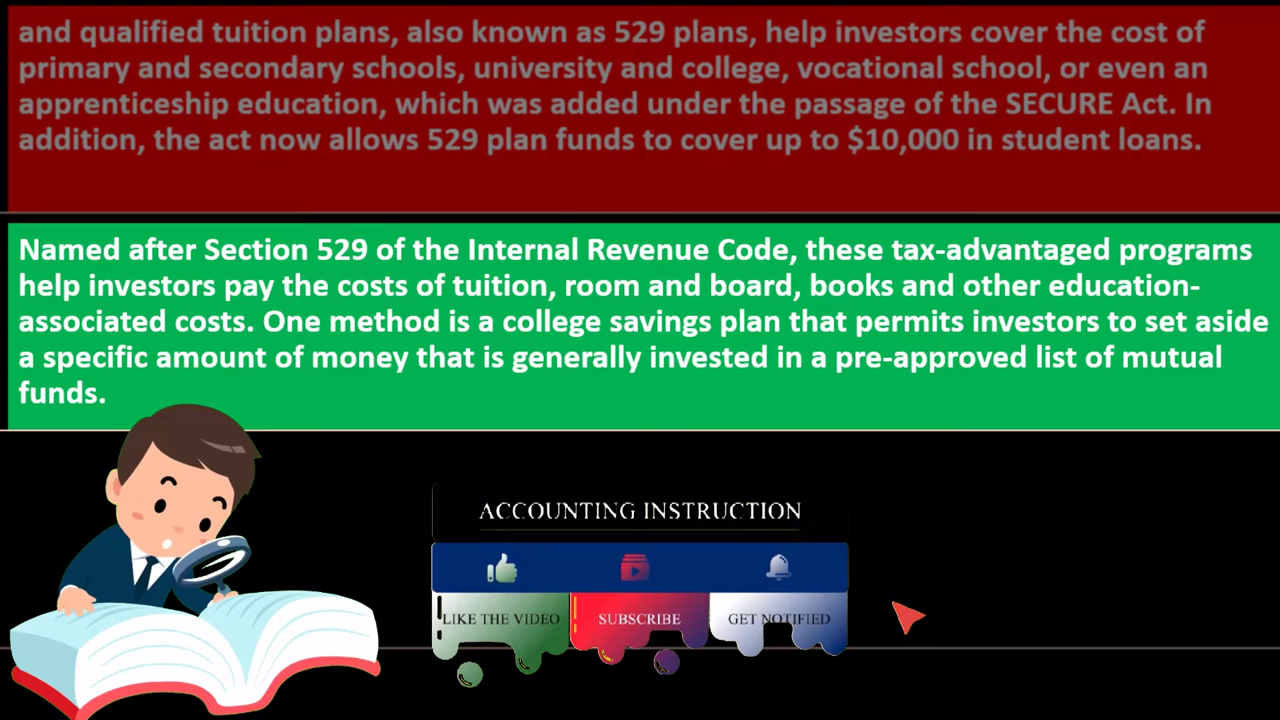 and qualified tuition plans, also known as 529 plans, help investors cover the cost of
primary and secondary schools, university and college, vocational school, or even an
apprenticeship education, which was added under the passage of the SECURE Act. In
addition, the act now allows 529 plan funds to cover up to $10,000 in student loans.
Named after Section 529 of the Internal Revenue Code, these tax-advantaged programs
help investors pay the costs of tuition, room and board, books and other education-
associated costs. One method is a college savings plan that permits investors to set aside
a specific amount of money that is generally invested in a pre-approved list of mutual
funds.
ACCOUNTING INSTRUCTION
LIKE THE VIDEO
SUBSCRIBE
GET NOTIFIED